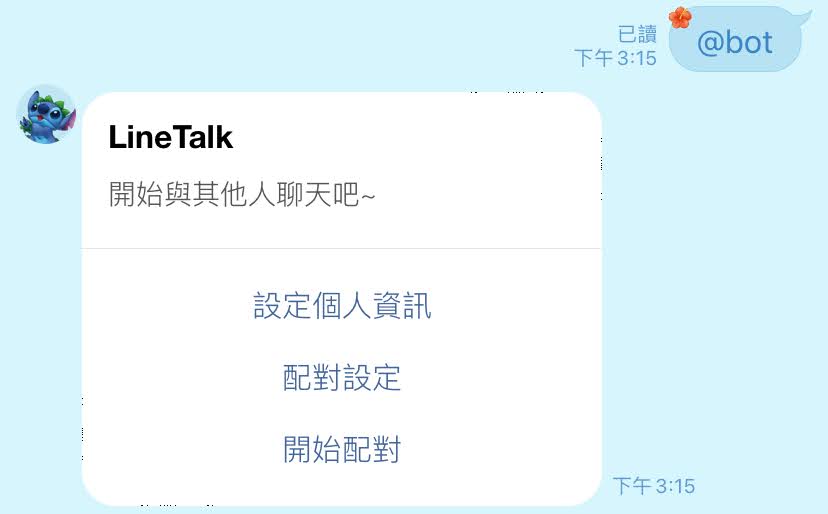 已讀
下午 3:15
@bot
LineTalk
開始與其他人聊天吧~
設定個人資訊
配對設定
開始配對
下午 3:15